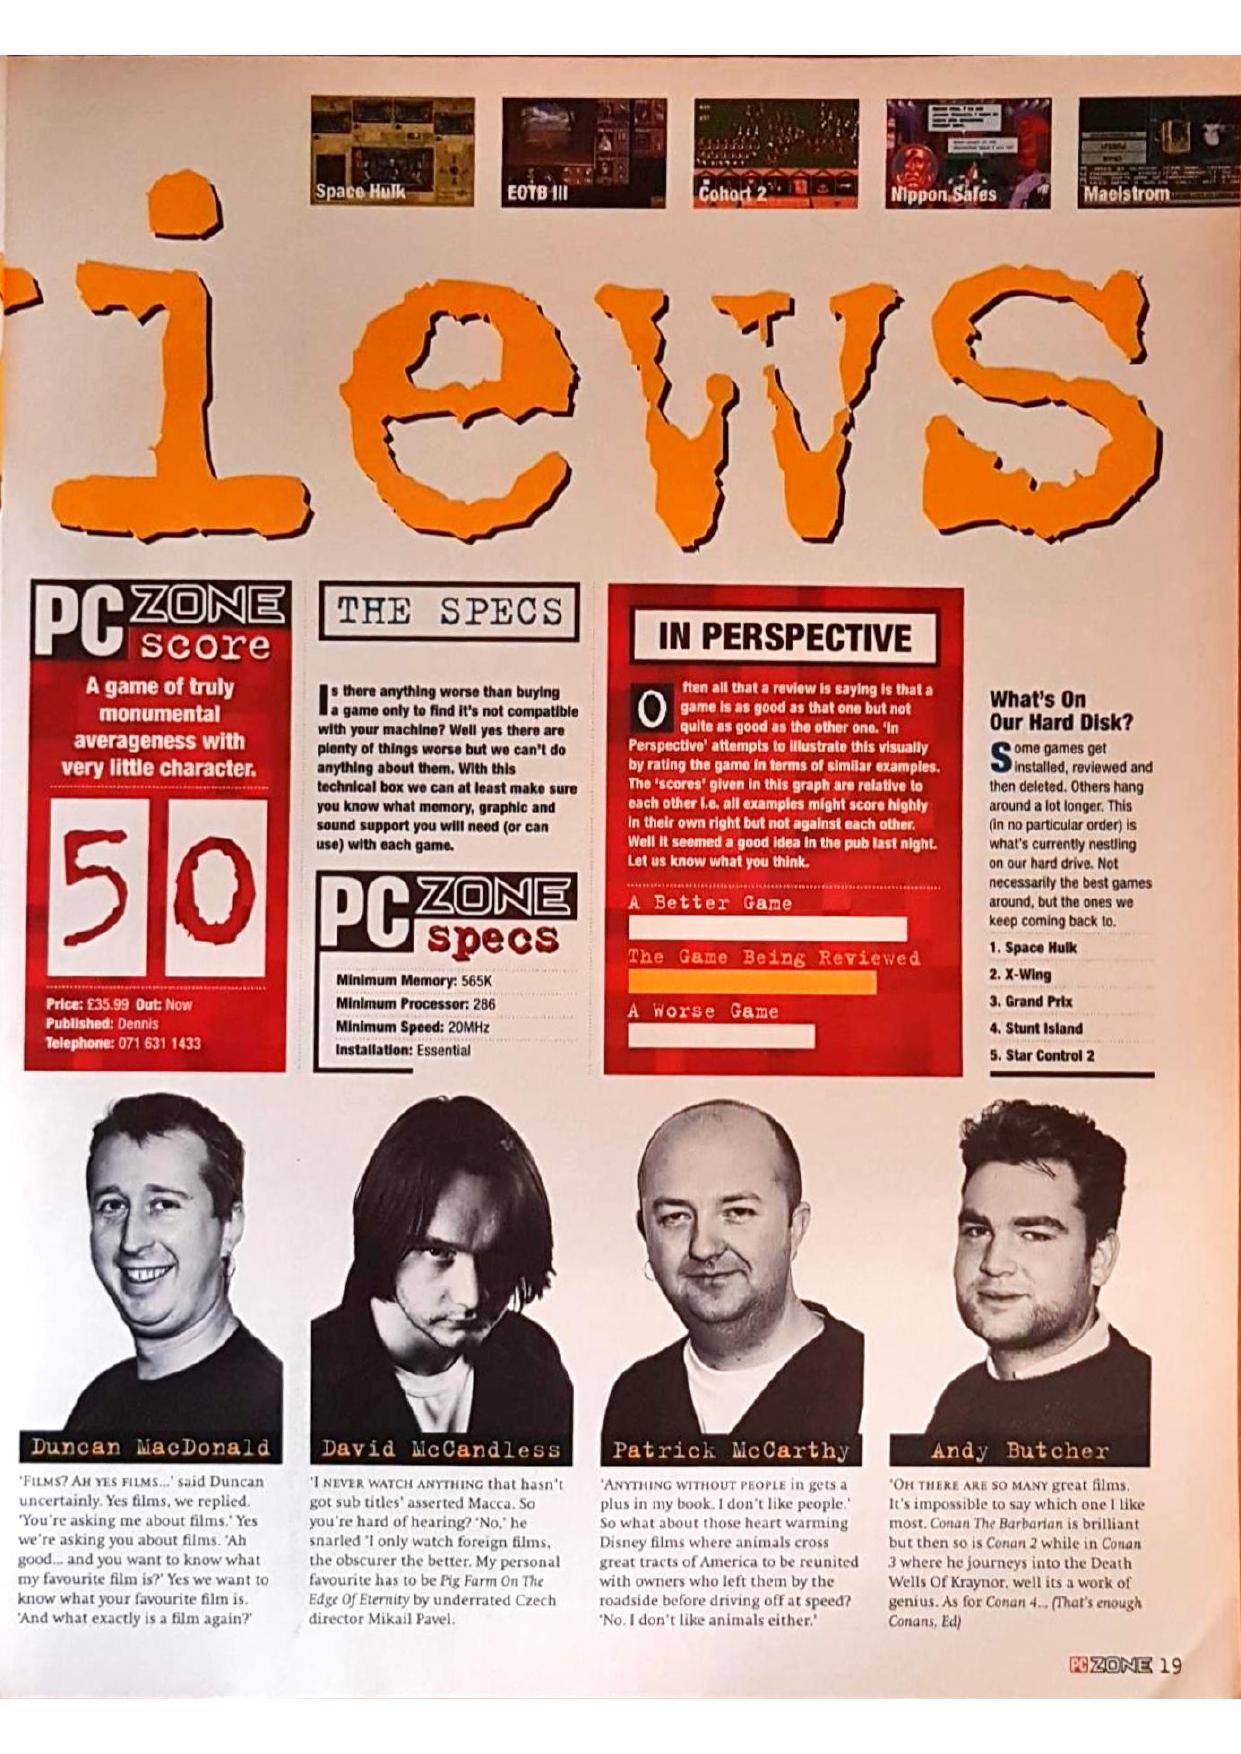 Space Hulk
EOTB III
Cohort 2
Nippon Safes
Maelstrom
iews
PC ZONE
score
A game of truly
monumental
averageness with
very little character.
50
Price: £35.99 Out: Now
Published: Dennis
Telephone: 071 631 1433
THE SPECS
Is there anything worse than buying
a game only to find it's not compatible
with your machine? Well yes there are
plenty of things worse but we can't do
anything about them. With this
technical box we can at least make sure
you know what memory, graphic and
sound support you will need (or can
use) with each game.
PC ZONE
specs
Minimum Memory: 565K
Minimum Processor: 286
Minimum Speed: 20MHz
Installation: Essential
IN PERSPECTIVE
Often all that a review is saying is that a
game is as good as that one but not
quite as good as the other one. 'In
Perspective' attempts to illustrate this visually
by rating the game in terms of similar examples.
The 'scores' given in this graph are relative to
each other i.e. all examples might score highly
in their own right but not against each other.
Well it seemed a good idea in the pub last night.
Let us know what you think.
A Better Game
The Game Being Reviewed
A Worse Game
What's On
Our Hard Disk?
Some games get
installed, reviewed and
then deleted. Others hang
around a lot longer. This
(in no particular order) is
what's currently nestling
on our hard drive. Not
necessarily the best games
around, but the ones we
keep coming back to.
1. Space Hulk
2. X-Wing
3. Grand Prix
4. Stunt Island
5. Star Control 2
Duncan MacDonald
'FILMS? AH YES FILMS...' said Duncan
uncertainly. Yes films, we replied.
'You're asking me about films.' Yes
we're asking you about films. 'Ah
good... and you want to know what
my favourite film is?' Yes we want to
know what your favourite film is.
'And what exactly is a film again?'
David McCandless
'I NEVER WATCH ANYTHING that hasn't
got sub titles' asserted Macca. So
you're hard of hearing? 'No,' he
snarled 'I only watch foreign films,
the obscurer the better. My personal
favourite has to be Pig Farm On The
Edge Of Eternity by underrated Czech
director Mikail Pavel.
Patrick McCarthy
'ANYTHING WITHOUT PEOPLE in gets a
plus in my book. I don't like people.'
So what about those heart warming
Disney films where animals cross
great tracts of America to be reunited
with owners who left them by the
roadside before driving off at speed?
'No. I don't like animals either.'
Andy Butcher
'OH THERE ARE SO MANY great films.
It's impossible to say which one I like
most. Conan The Barbarian is brilliant
but then so is Conan 2 while in Conan
3 where he journeys into the Death
Wells Of Kraynor, well its a work of
genius. As for Conan 4... (That's enough
Conans, Ed)
PC ZONE 19